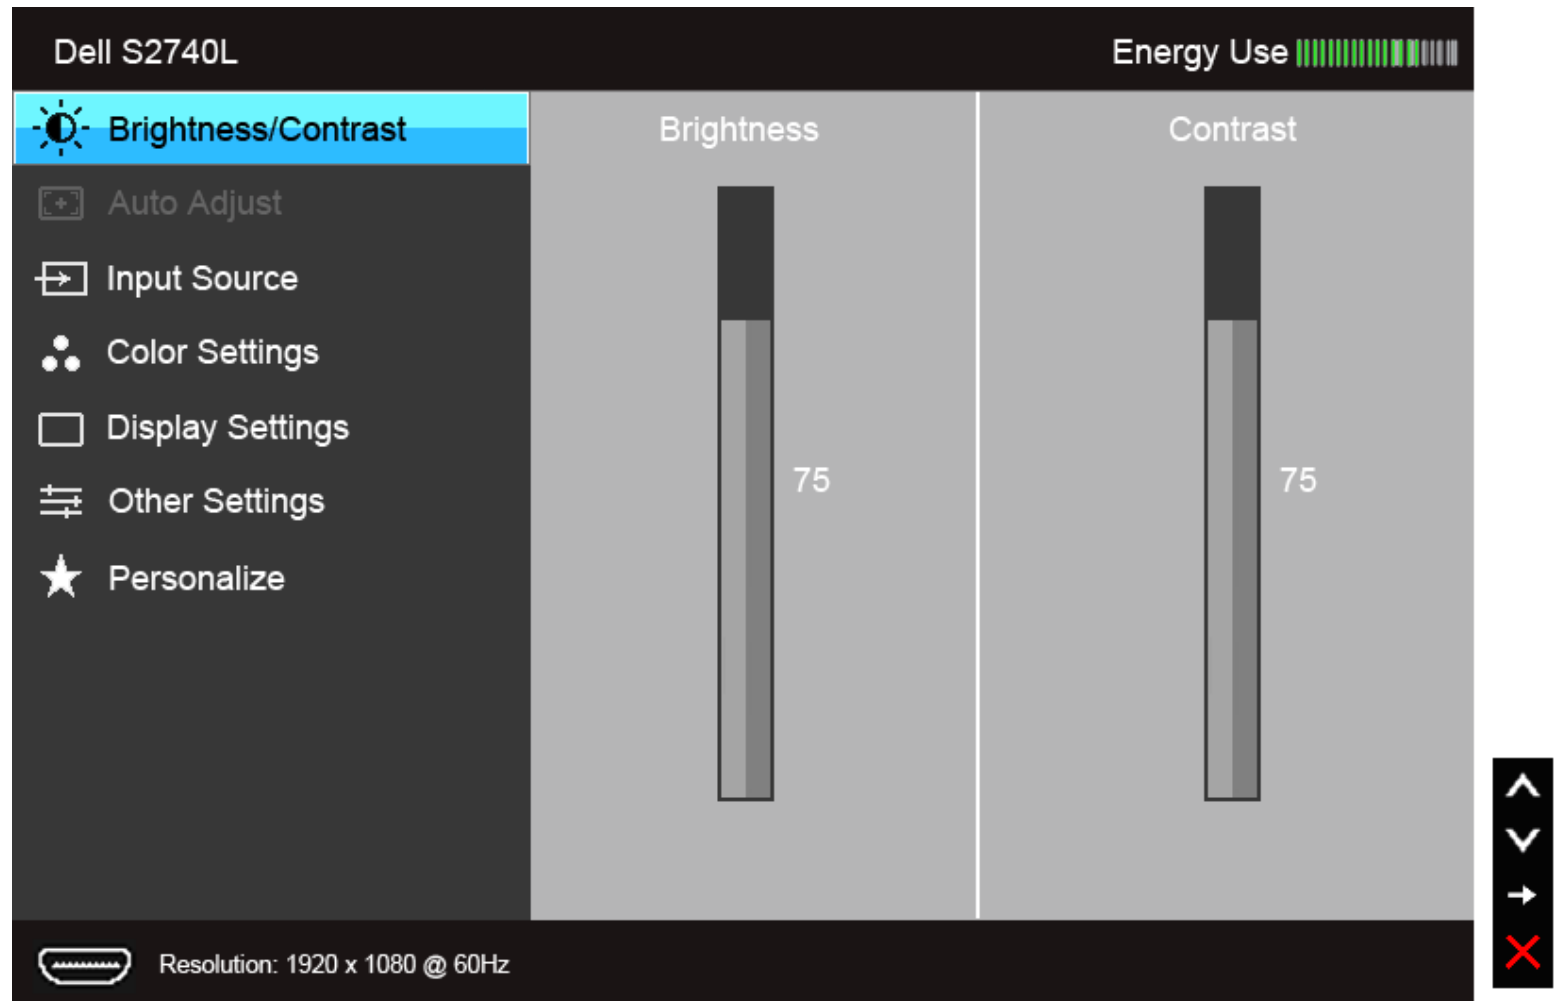 Dell S2740L
Energy Use
Brightness/Contrast
Brightness
Contrast
Auto Adjust
Input Source
Color Settings
Display Settings
75
75
Other Settings
Personalize
Resolution: 1920 x 1080 @ 60Hz